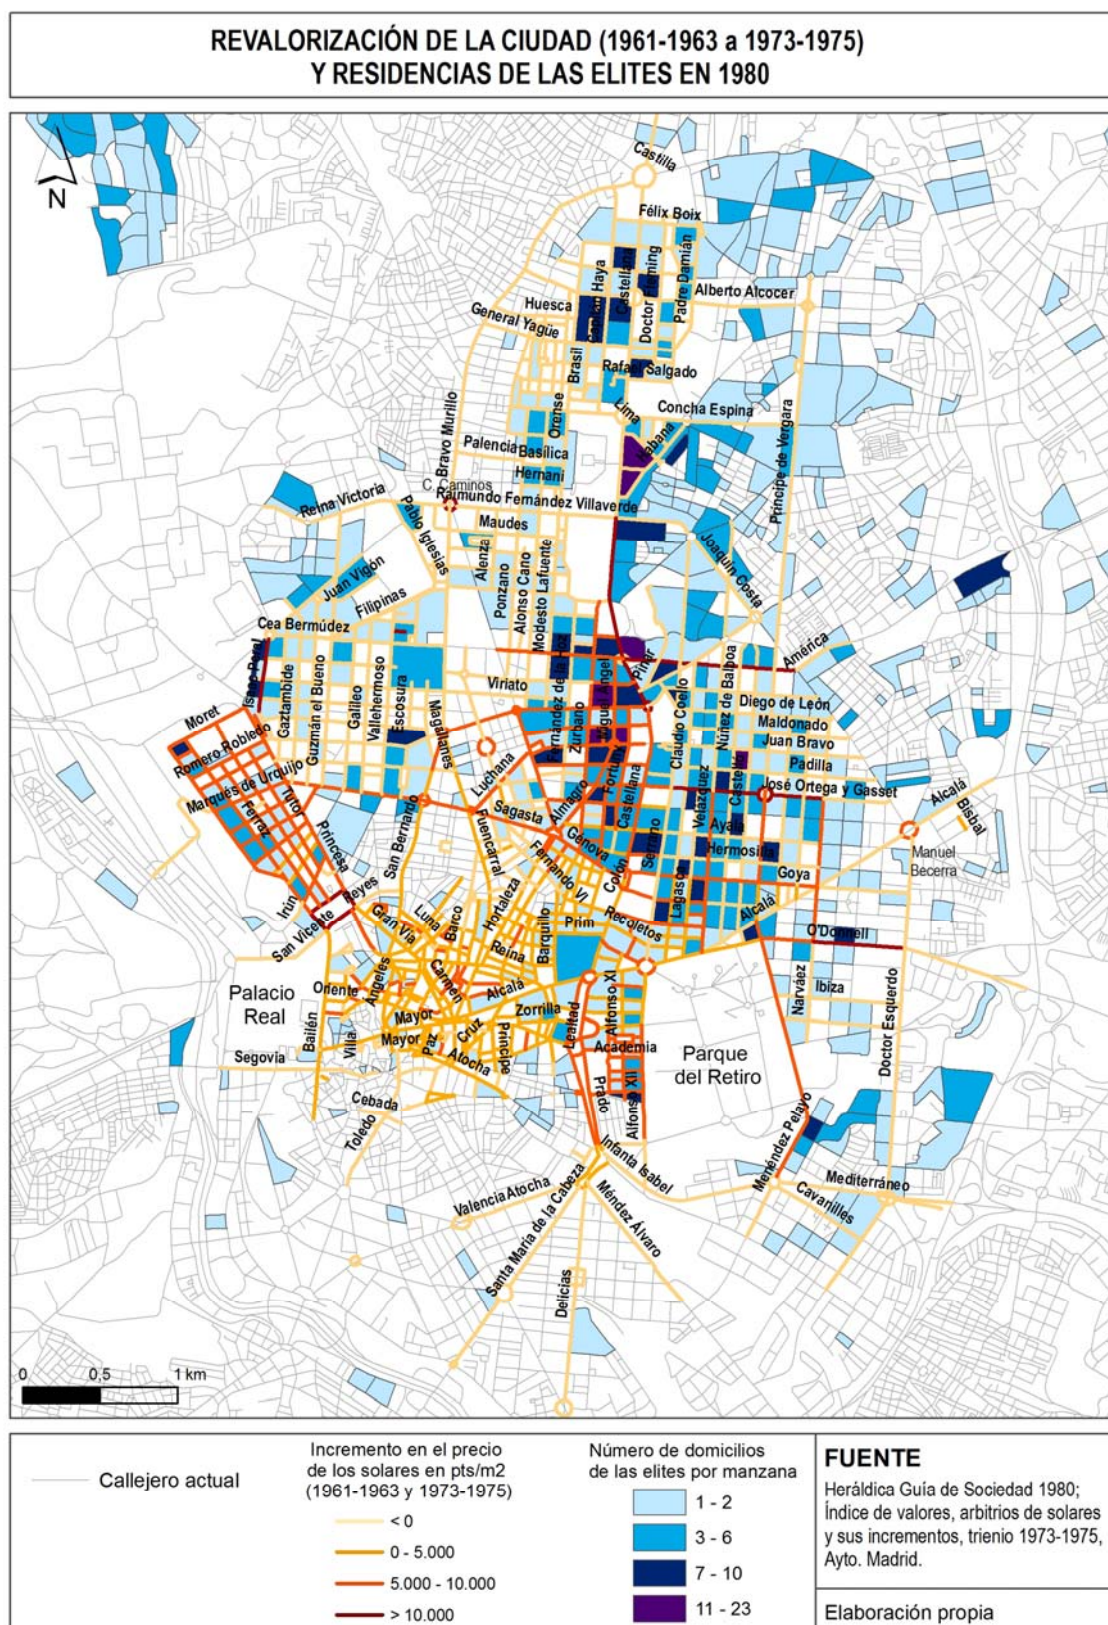 REVALORIZACIÓN DE LA CIUDAD (1961-1963 a 1973-1975)
Y RESIDENCIAS DE LAS ELITES EN 1980
N
Castilla
Félix Boix
Castellana
Capitán Haya
Doctor Fleming
Padre Damián
Alberto Alcocer
Huesca
General Yagüe
Brasil
Rafael Salgado
Lima
Concha Espina
Habana
Orense
Bravo Murillo
Palencia
Basílica
Hernani
Príncipe de Vergara
C. Caminos
Raimundo Fernández Villaverde
Reina Victoria
Pablo Iglesias
Maudes
Alenza
Ponzano
Alonso Cano
Modesto Lafuente
Joaquín Costa
Juan Vigón
Filipinas
Cea Bermúdez
Isaac Peral
Gaztambide
Guzmán el Bueno
Galileo
Vallehermoso
Escosura
Magallanes
Viriato
Fernández de la Hoz
Zurbano
Miguel Angel
Pinar
América
Claudio Coello
Núñez de Balboa
Diego de León
Maldonado
Juan Bravo
Padilla
Moret
Romero Robledo
Marqués de Urquijo
Luchana
Fortuny
Castellana
Almagro
Velázquez
Castelló
José Ortega y Gasset
Alcalá
Bisbal
Ferraz
Tutor
Princesa
San Bernardo
Fuencarral
Sagasta
Genova
Fernando VI
Colón
Serrano
Lagasca
Ayala
Hermosilla
Goya
Manuel
Becerra
Irún
San Vicente
Reyes
Gran Vía
Luna
Barco
Hortaleza
Barquillo
Prim
Recoletos
Alcalá
O'Donnell
Reina
Carmen
Angeles
Oriente
Alcalá
Zorrilla
Alfonso XI
Lealtad
Narváez
Ibiza
Palacio
Real
Bailén
Villa
Mayor
Mayor
Paz
Cruz
Príncipe
Atocha
Academia
Parque
del Retiro
Doctor Esquerdo
Segovia
Cebada
Toledo
Prado
Alfonso XII
Infanta Isabel
Menéndez Pelayo
Mediterráneo
Cavanilles
Valencia
Atocha
Santa María de la Cabeza
Méndez Álvaro
Delicias
0 0,5 1 km
Callejero actual
Incremento en el precio
de los solares en pts/m2
(1961-1963 y 1973-1975)
< 0
0 - 5.000
5.000 - 10.000
> 10.000
Número de domicilios
de las elites por manzana
1 - 2
3 - 6
7 - 10
11 - 23
FUENTE
Heráldica Guía de Sociedad 1980;
Índice de valores, arbitrios de solares
y sus incrementos, trienio 1973-1975,
Ayto. Madrid.
Elaboración propia